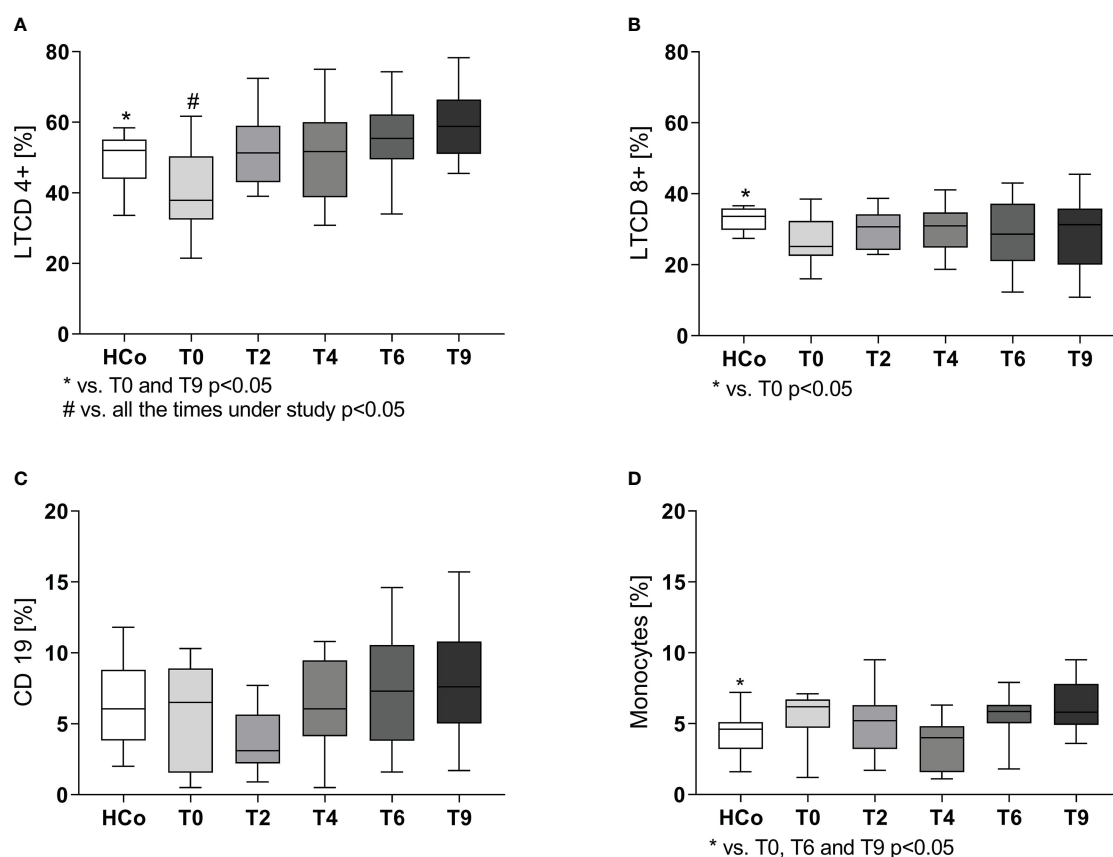 A
LTCD 4+ [%]
80
60
40
20
0
*
#
HCo T0 T2 T4 T6 T9
* vs. T0 and T9 p<0.05
# vs. all the times under study p<0.05
B
LTCD 8+ [%]
80
60
40
20
0
*
HCo T0 T2 T4 T6 T9
* vs. T0 p<0.05
C
CD 19 [%]
20
15
10
5
0
HCo T0 T2 T4 T6 T9
D
Monocytes [%]
20
15
10
5
0
*
HCo T0 T2 T4 T6 T9
* vs. T0, T6 and T9 p<0.05